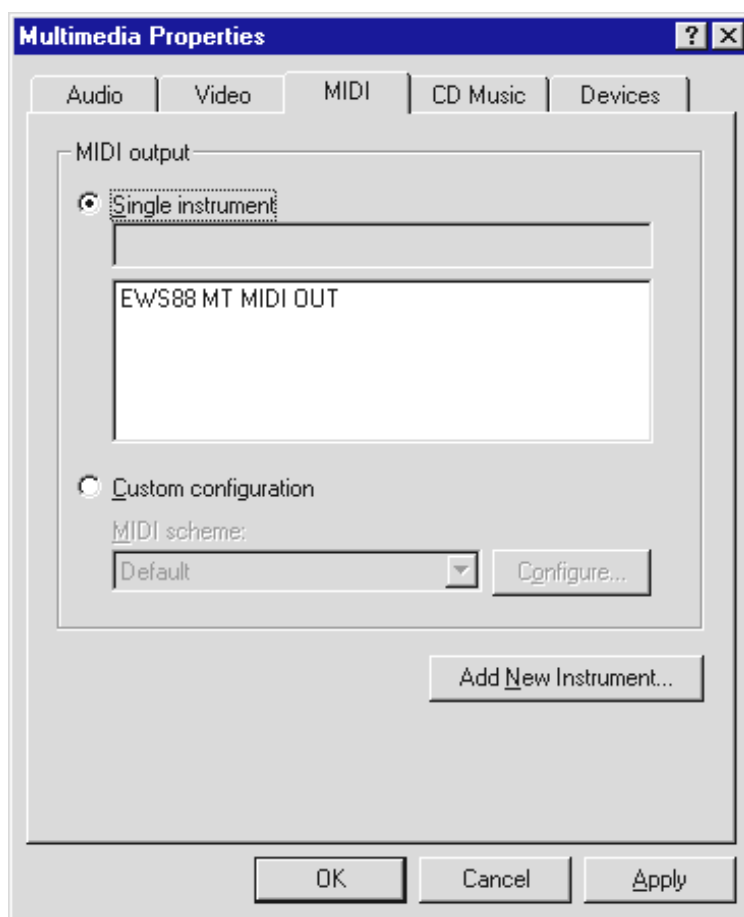 Multimedia Properties
Audio
Video
MIDI
CD Music
Devices
MIDI output
Single instrument
EWS88 MT MIDI OUT
Custom configuration
MIDI scheme:
Default
Configure...
Add New Instrument...
OK
Cancel
Apply